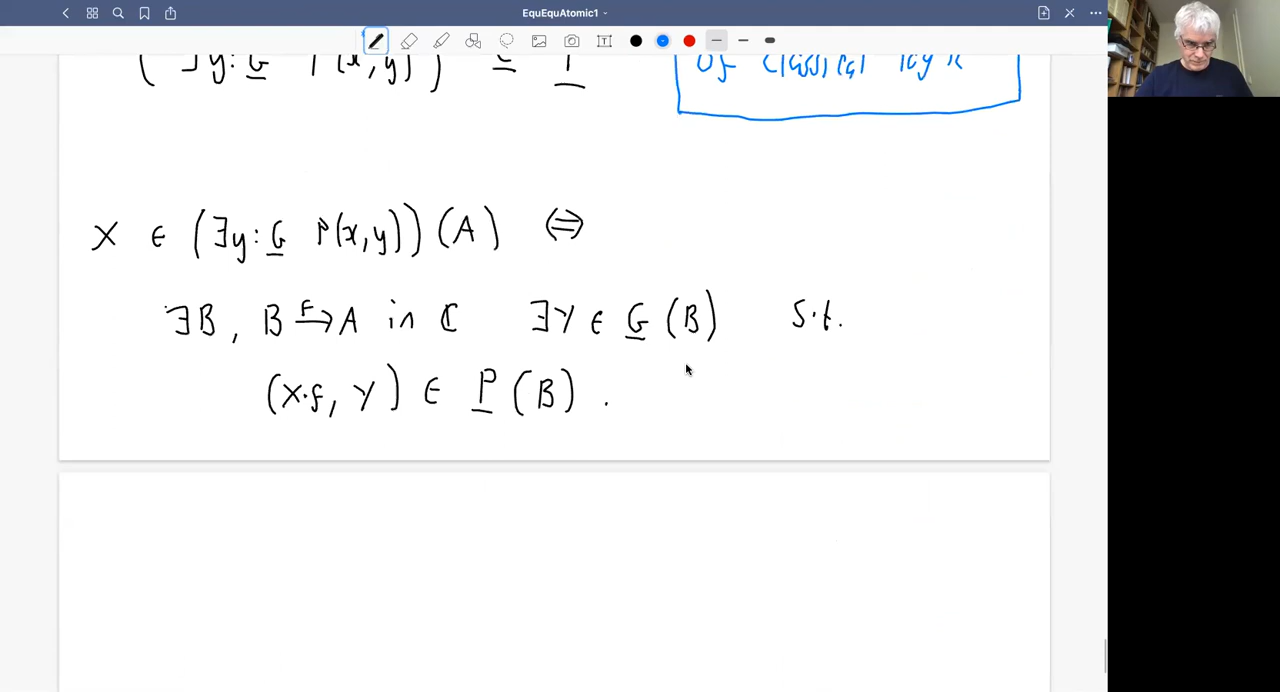 EquEquAtomic1
(∃y:G P(x,y)) ⊆ P
of classical logic
X ∈ (∃y:G P(x,y))(A) ⇔
∃B, B →f A in ℂ ∃Y ∈ G(B) s.t.
(X·f, Y) ∈ P(B).